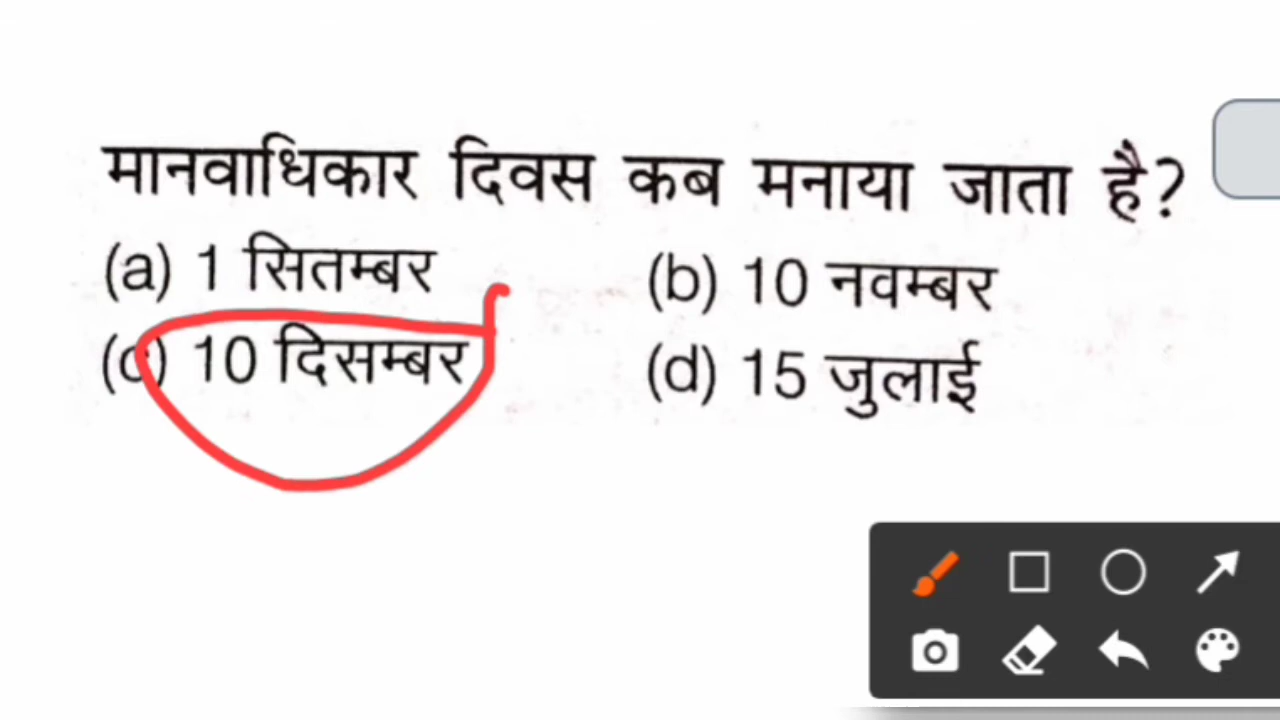 मानवाधिकार दिवस कब मनाया जाता है?
(a) 1 सितम्बर (b) 10 नवम्बर
(c) 10 दिसम्बर (d) 15 जुलाई